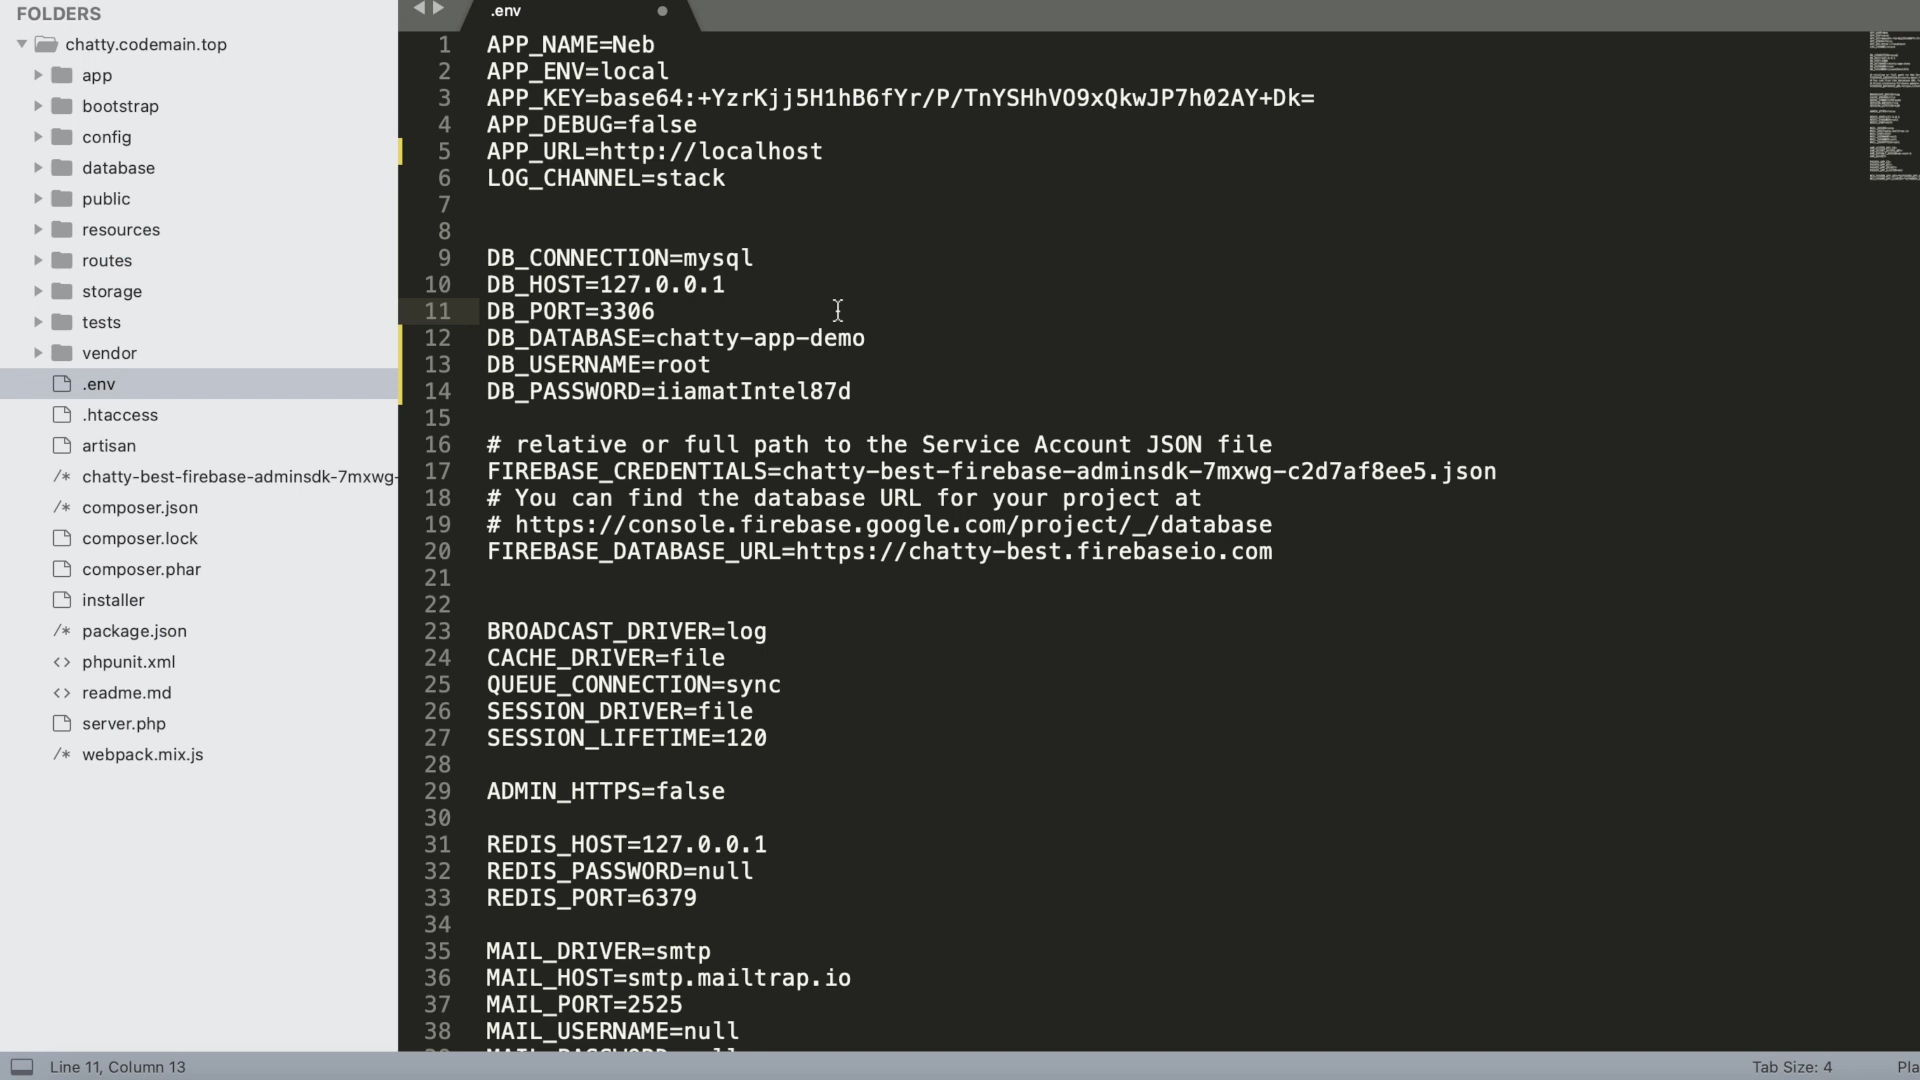 FOLDERS
chatty.codemain.top
app
bootstrap
config
database
public
resources
routes
storage
tests
vendor
.env
.htaccess
artisan
/* chatty-best-firebase-adminsdk-7mxwg-
/* composer.json
composer.lock
composer.phar
installer
/* package.json
<> phpunit.xml
<> readme.md
server.php
/* webpack.mix.js
.env
1 APP_NAME=Neb
2 APP_ENV=local
3 APP_KEY=base64:+YzrKjj5H1hB6fYr/P/TnYSHhVO9xQkwJP7h02AY+Dk=
4 APP_DEBUG=false
5 APP_URL=http://localhost
6 LOG_CHANNEL=stack
7
8
9 DB_CONNECTION=mysql
10 DB_HOST=127.0.0.1
11 DB_PORT=3306
12 DB_DATABASE=chatty-app-demo
13 DB_USERNAME=root
14 DB_PASSWORD=iiamatIntel87d
15
16 # relative or full path to the Service Account JSON file
17 FIREBASE_CREDENTIALS=chatty-best-firebase-adminsdk-7mxwg-c2d7af8ee5.json
18 # You can find the database URL for your project at
19 # https://console.firebase.google.com/project/_/database
20 FIREBASE_DATABASE_URL=https://chatty-best.firebaseio.com
21
22
23 BROADCAST_DRIVER=log
24 CACHE_DRIVER=file
25 QUEUE_CONNECTION=sync
26 SESSION_DRIVER=file
27 SESSION_LIFETIME=120
28
29 ADMIN_HTTPS=false
30
31 REDIS_HOST=127.0.0.1
32 REDIS_PASSWORD=null
33 REDIS_PORT=6379
34
35 MAIL_DRIVER=smtp
36 MAIL_HOST=smtp.mailtrap.io
37 MAIL_PORT=2525
38 MAIL_USERNAME=null
Line 11, Column 13
Tab Size: 4
Pla